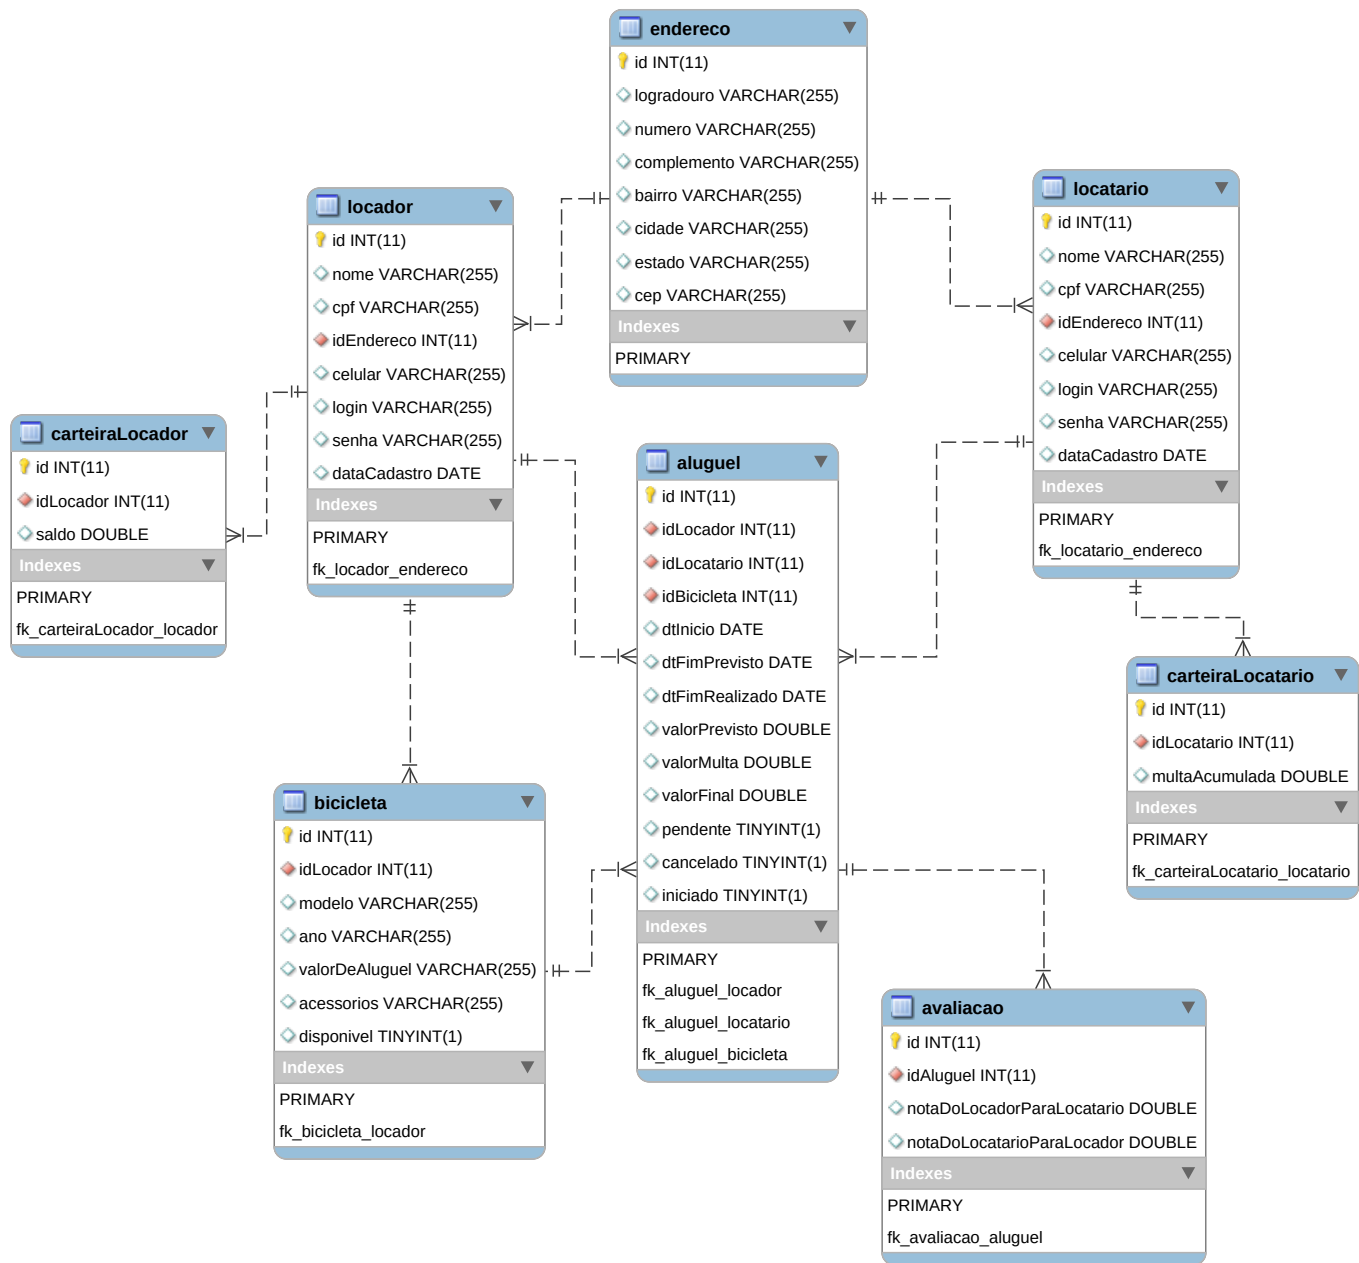 endereco
id INT(11)
logradouro VARCHAR(255)
numero VARCHAR(255)
complemento VARCHAR(255)
bairro VARCHAR(255)
cidade VARCHAR(255)
estado VARCHAR(255)
cep VARCHAR(255)
Indexes
PRIMARY
locador
id INT(11)
nome VARCHAR(255)
cpf VARCHAR(255)
idEndereco INT(11)
celular VARCHAR(255)
login VARCHAR(255)
senha VARCHAR(255)
dataCadastro DATE
Indexes
PRIMARY
fk_locador_endereco
locatario
id INT(11)
nome VARCHAR(255)
cpf VARCHAR(255)
idEndereco INT(11)
celular VARCHAR(255)
login VARCHAR(255)
senha VARCHAR(255)
dataCadastro DATE
Indexes
PRIMARY
fk_locatario_endereco
carteiraLocador
id INT(11)
idLocador INT(11)
saldo DOUBLE
Indexes
PRIMARY
fk_carteiraLocador_locador
aluguel
id INT(11)
idLocador INT(11)
idLocatario INT(11)
idBicicleta INT(11)
dtInicio DATE
dtFimPrevisto DATE
dtFimRealizado DATE
valorPrevisto DOUBLE
valorMulta DOUBLE
valorFinal DOUBLE
pendente TINYINT(1)
cancelado TINYINT(1)
iniciado TINYINT(1)
Indexes
PRIMARY
fk_aluguel_locador
fk_aluguel_locatario
fk_aluguel_bicicleta
carteiraLocatario
id INT(11)
idLocatario INT(11)
multaAcumulada DOUBLE
Indexes
PRIMARY
fk_carteiraLocatario_locatario
bicicleta
id INT(11)
idLocador INT(11)
modelo VARCHAR(255)
ano VARCHAR(255)
valorDeAluguel VARCHAR(255)
acessorios VARCHAR(255)
disponivel TINYINT(1)
Indexes
PRIMARY
fk_bicicleta_locador
avaliacao
id INT(11)
idAluguel INT(11)
notaDoLocadorParaLocatario DOUBLE
notaDoLocatarioParaLocador DOUBLE
Indexes
PRIMARY
fk_avaliacao_aluguel